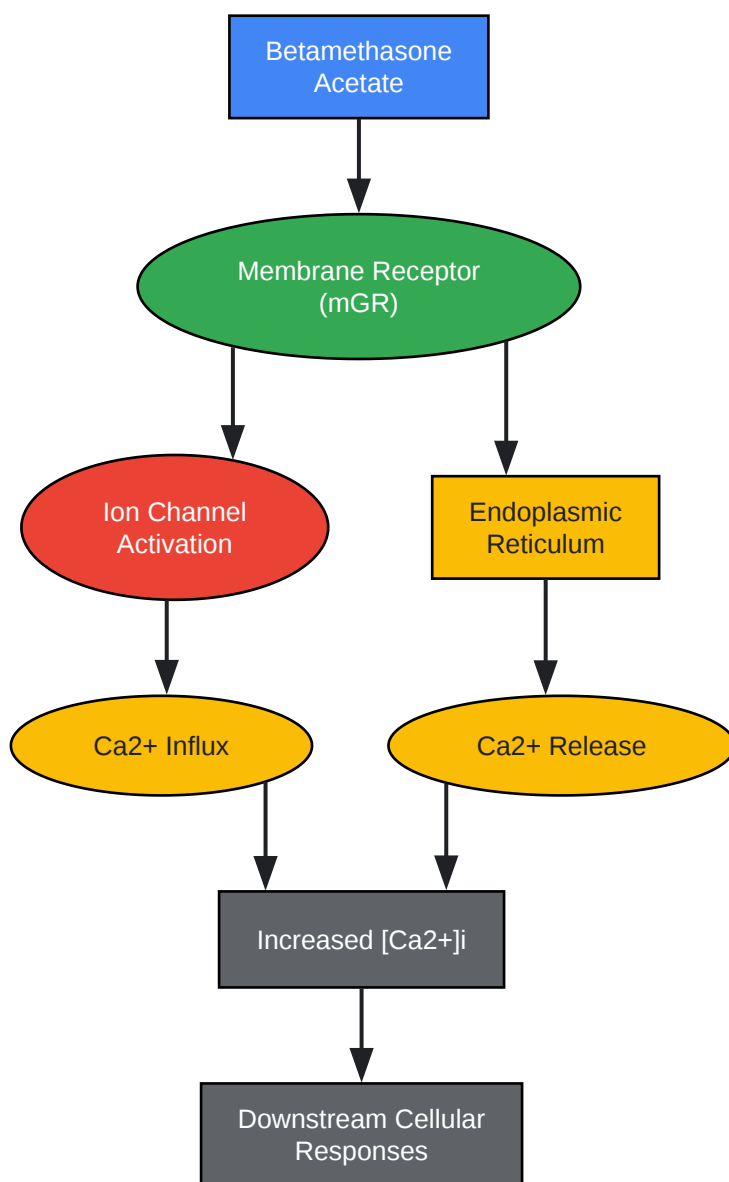 Betamethasone
Acetate
Membrane Receptor
(mGR)
Ion Channel
Activation
Endoplasmic
Reticulum
Ca2+ Influx
Ca2+ Release
Increased [Ca2+]i
Downstream Cellular
Responses